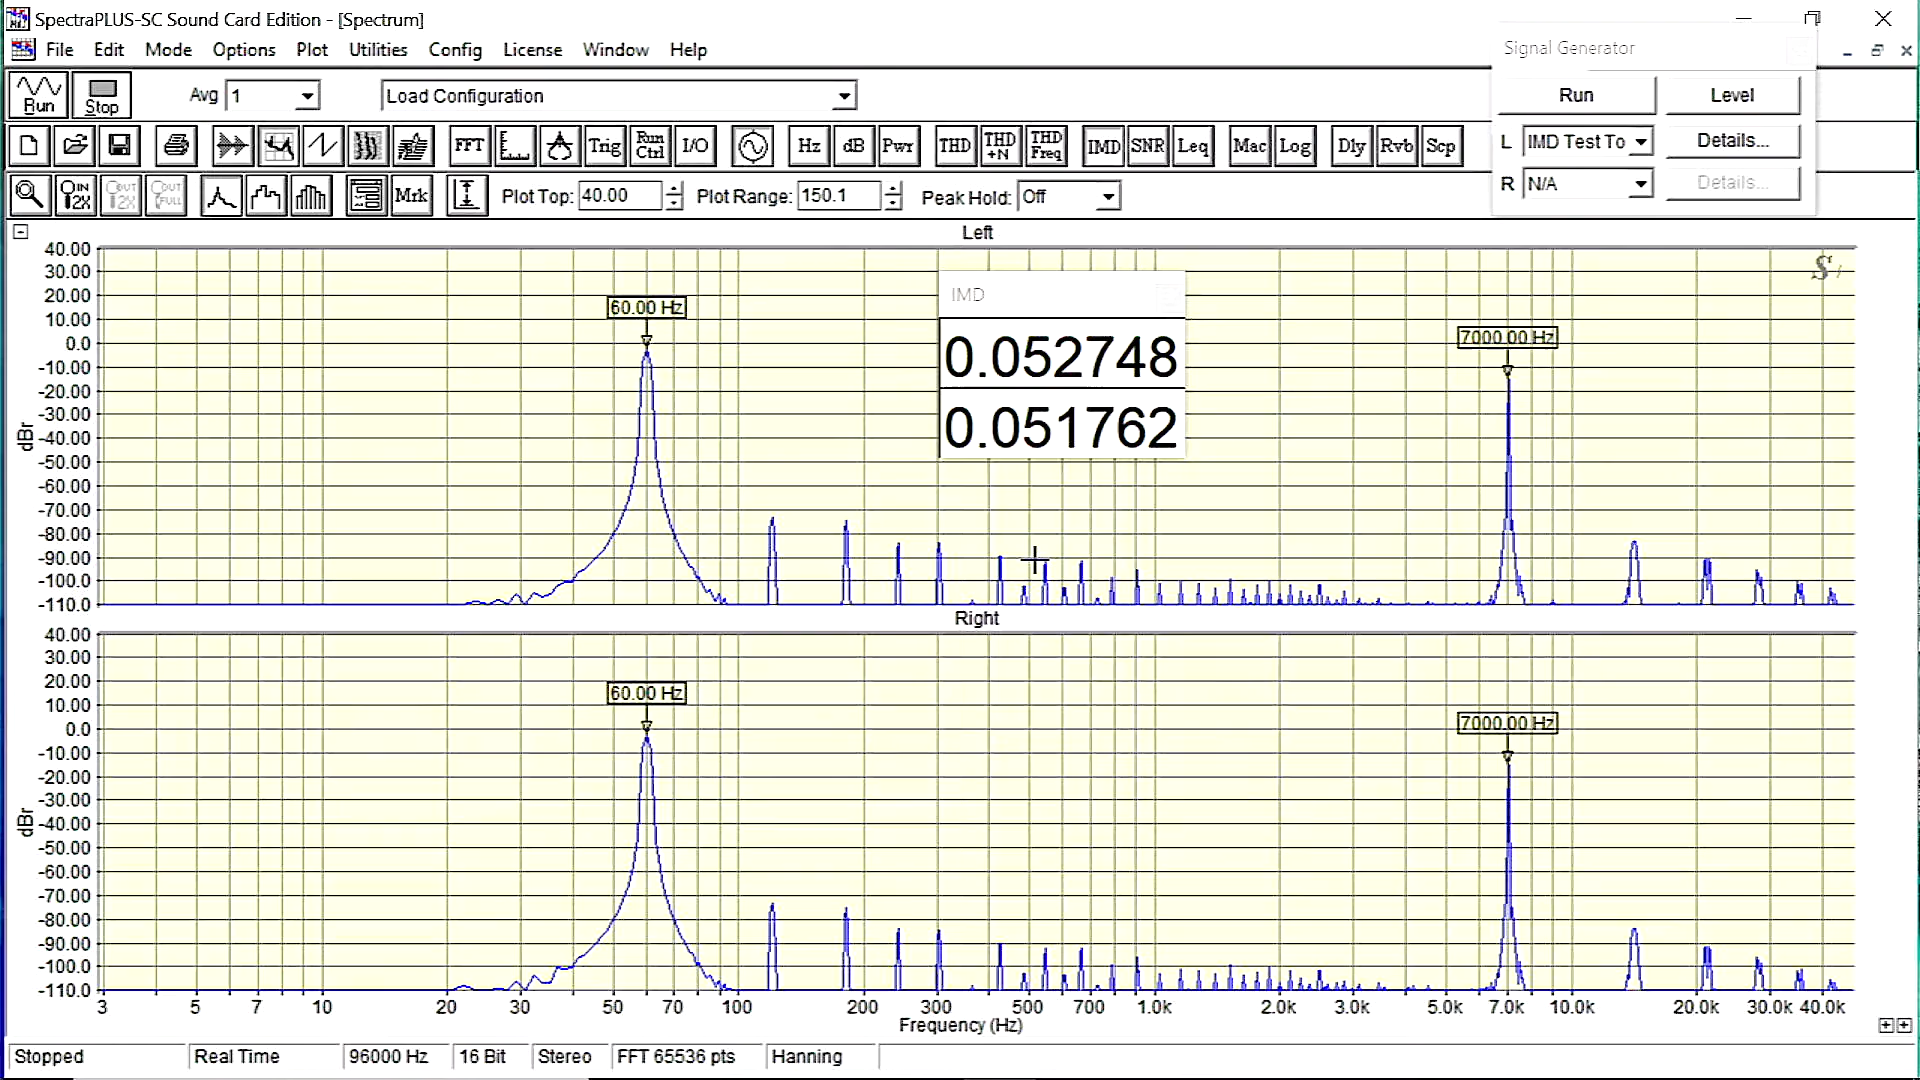 SpectraPLUS-SC Sound Card Edition - [Spectrum]
File Edit Mode Options Plot Utilities Config License Window Help
Signal Generator
Run Stop Avg 1 Load Configuration
Run Level
L IMD Test To Details...
R N/A Details...
FFT Trig Run Ctrl I/O Hz dB Pwr THD THD +N THD Freq IMD SNR Leq Mac Log Dly Rvb Scp
IN 2X OUT 2X OUT FULL Mrk Plot Top: 40.00 Plot Range: 150.1 Peak Hold: Off
Left
40.00
30.00
20.00
10.00
0.0
-10.00
-20.00
-30.00
-40.00
-50.00
-60.00
-70.00
-80.00
-90.00
-100.0
-110.0
dBr
60.00 Hz
IMD
0.052748
0.051762
7000.00 Hz
Right
40.00
30.00
20.00
10.00
0.0
-10.00
-20.00
-30.00
-40.00
-50.00
-60.00
-70.00
-80.00
-90.00
-100.0
-110.0
dBr
60.00 Hz
7000.00 Hz
3 5 7 10 20 30 50 70 100 200 300 500 700 1.0k 2.0k 3.0k 5.0k 7.0k 10.0k 20.0k 30.0k 40.0k
Frequency (Hz)
Stopped Real Time 96000 Hz 16 Bit Stereo FFT 65536 pts Hanning